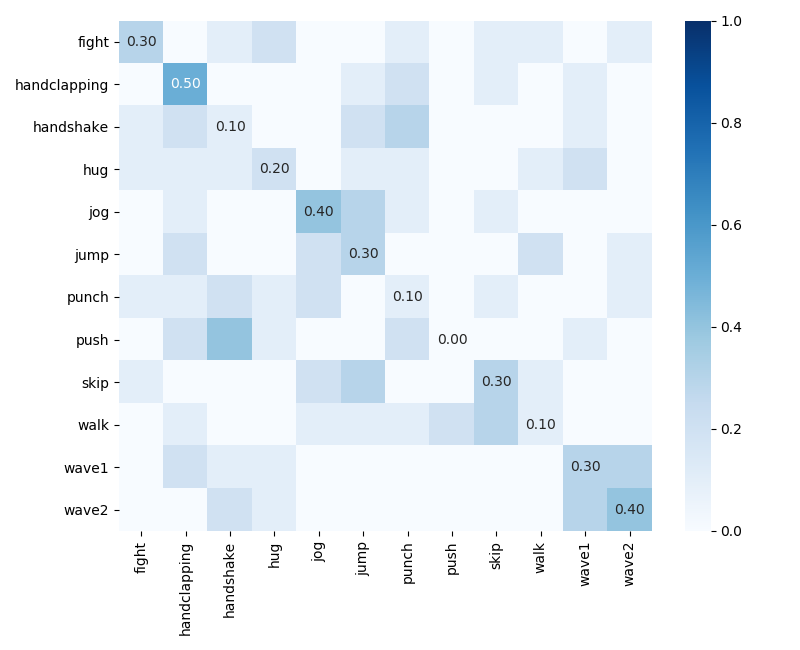 1.0
fight 0.30
handclapping 0.50
0.8
handshake 0.10
hug 0.20
0.6
jog 0.40
jump 0.30
0.4
punch 0.10
push 0.00
skip 0.30
0.2
walk 0.10
wave1 0.30
wave2 0.40
0.0
fight handclapping handshake hug jog jump punch push skip walk wave1 wave2